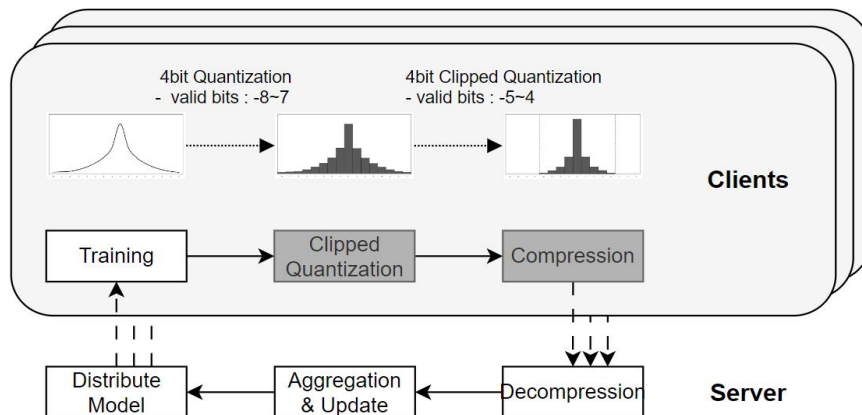 4bit Quantization
- valid bits : -8~7
4bit Clipped Quantization
- valid bits : -5~4
Clients
Training
Clipped
Quantization
Compression
Distribute
Model
Aggregation
& Update
Decompression
Server